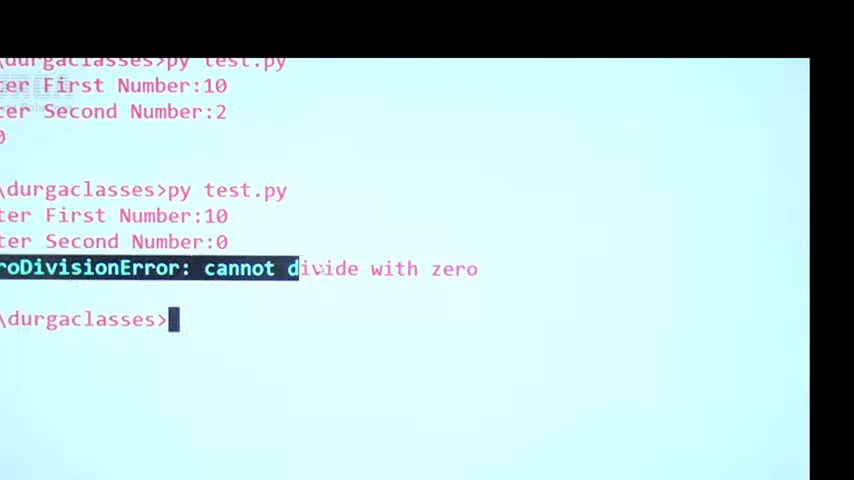 \durgaclasses>py test.py
ter First Number:10
ter Second Number:2
0
\durgaclasses>py test.py
ter First Number:10
ter Second Number:0
roDivisionError: cannot divide with zero
\durgaclasses>